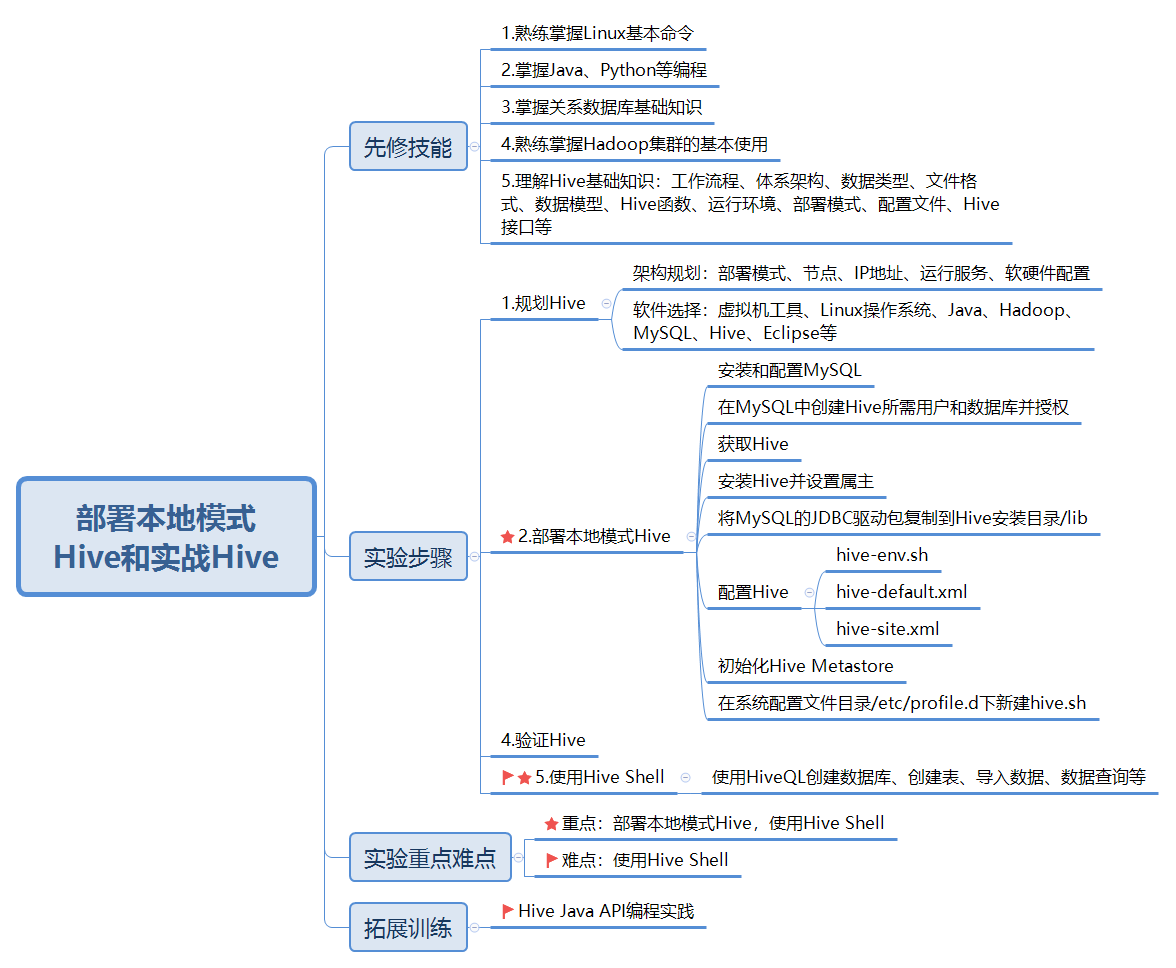 部署本地模式
Hive和实战Hive
先修技能
1.熟练掌握Linux基本命令
2.掌握Java、Python等编程
3.掌握关系数据库基础知识
4.熟练掌握Hadoop集群的基本使用
5.理解Hive基础知识：工作流程、体系架构、数据类型、文件格
式、数据模型、Hive函数、运行环境、部署模式、配置文件、Hive
接口等
实验步骤
1.规划Hive
架构规划：部署模式、节点、IP地址、运行服务、软硬件配置
软件选择：虚拟机工具、Linux操作系统、Java、Hadoop、
MySQL、Hive、Eclipse等
2.部署本地模式Hive
安装和配置MySQL
在MySQL中创建Hive所需用户和数据库并授权
获取Hive
安装Hive并设置属主
将MySQL的JDBC驱动包复制到Hive安装目录/lib
配置Hive
hive-env.sh
hive-default.xml
hive-site.xml
初始化Hive Metastore
在系统配置文件目录/etc/profile.d下新建hive.sh
4.验证Hive
5.使用Hive Shell
使用HiveQL创建数据库、创建表、导入数据、数据查询等
实验重点难点
重点：部署本地模式Hive，使用Hive Shell
难点：使用Hive Shell
拓展训练
Hive Java API编程实践